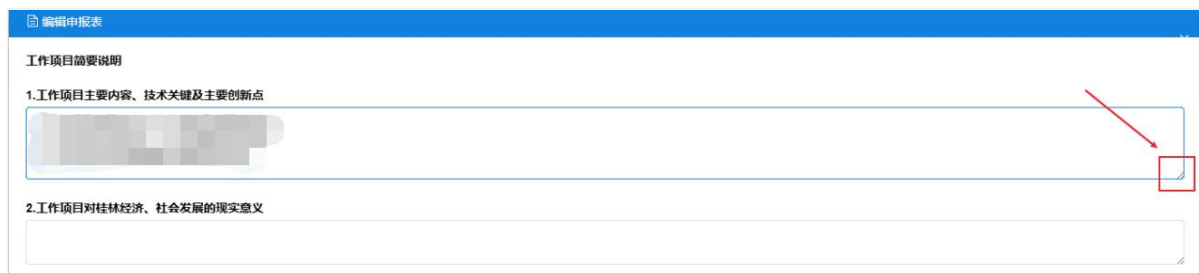 编辑申报表
工作项目简要说明
1.工作项目主要内容、技术关键及主要创新点
2.工作项目对桂林经济、社会发展的现实意义